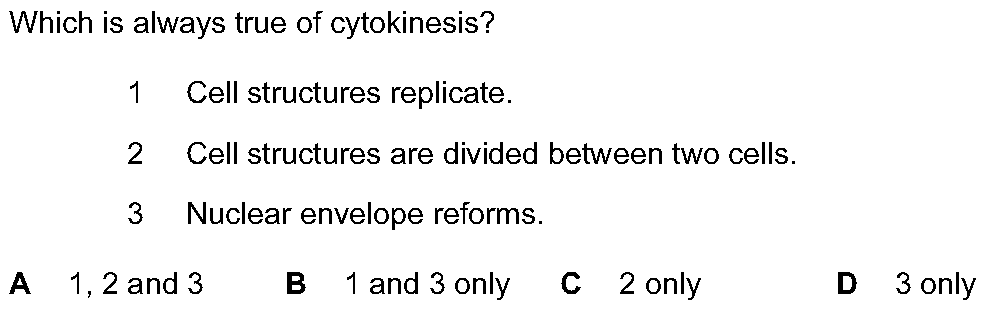 Which is always true of cytokinesis?
1 Cell structures replicate.
2 Cell structures are divided between two cells.
3 Nuclear envelope reforms.
A 1, 2 and 3 B 1 and 3 only C 2 only D 3 only